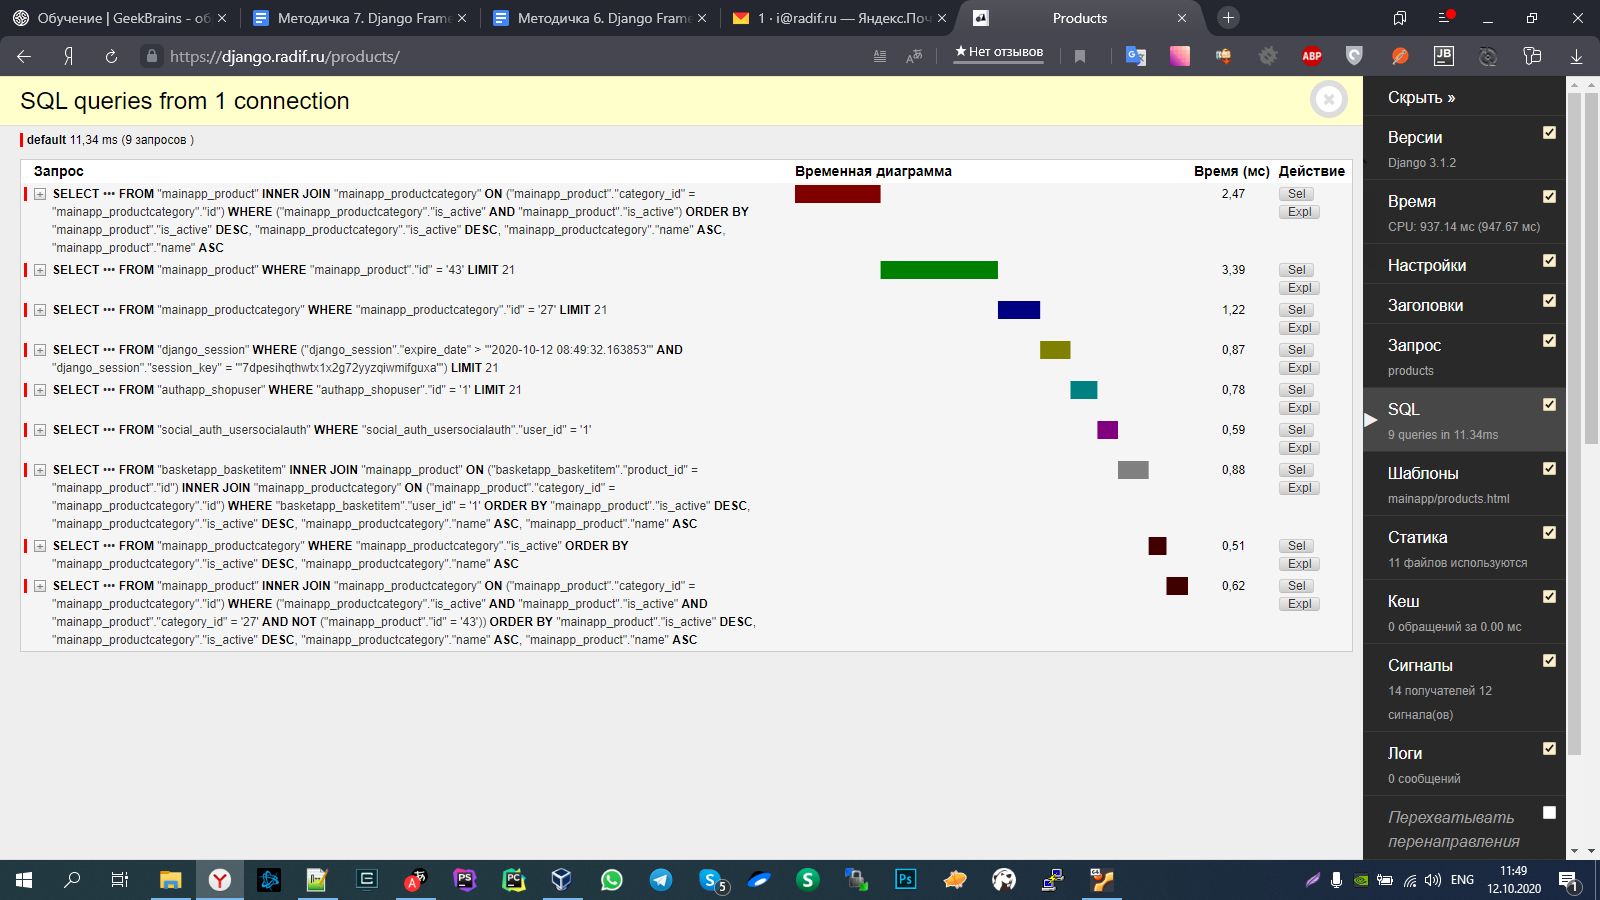 Обучение | GeekBrains - об
Методичка 7. Django Frame
Методичка 6. Django Frame
1 · i@radif.ru — Яндекс.Поч
Products
https://django.radif.ru/products/
★ Нет отзывов
ABP
JB
SQL queries from 1 connection
default 11,34 ms (9 запросов )
Запрос
Временная диаграмма
Время (мс)
Действие
SELECT ••• FROM "mainapp_product" INNER JOIN "mainapp_productcategory" ON ("mainapp_product"."category_id" =
"mainapp_productcategory"."id") WHERE ("mainapp_productcategory"."is_active" AND "mainapp_product"."is_active") ORDER BY
"mainapp_product"."is_active" DESC, "mainapp_productcategory"."is_active" DESC, "mainapp_productcategory"."name" ASC,
"mainapp_product"."name" ASC
2,47
Sel
Expl
SELECT ••• FROM "mainapp_product" WHERE "mainapp_product"."id" = '43' LIMIT 21
3,39
Sel
Expl
SELECT ••• FROM "mainapp_productcategory" WHERE "mainapp_productcategory"."id" = '27' LIMIT 21
1,22
Sel
Expl
SELECT ••• FROM "django_session" WHERE ("django_session"."expire_date" > '"2020-10-12 08:49:32.163853"' AND
"django_session"."session_key" = '"7dpesihqthwtx1x2g72yyzqiwmifguxa"') LIMIT 21
0,87
Sel
Expl
SELECT ••• FROM "authapp_shopuser" WHERE "authapp_shopuser"."id" = '1' LIMIT 21
0,78
Sel
Expl
SELECT ••• FROM "social_auth_usersocialauth" WHERE "social_auth_usersocialauth"."user_id" = '1'
0,59
Sel
Expl
SELECT ••• FROM "basketapp_basketitem" INNER JOIN "mainapp_product" ON ("basketapp_basketitem"."product_id" =
"mainapp_product"."id") INNER JOIN "mainapp_productcategory" ON ("mainapp_product"."category_id" =
"mainapp_productcategory"."id") WHERE "basketapp_basketitem"."user_id" = '1' ORDER BY "mainapp_product"."is_active" DESC,
"mainapp_productcategory"."is_active" DESC, "mainapp_productcategory"."name" ASC, "mainapp_product"."name" ASC
0,88
Sel
Expl
SELECT ••• FROM "mainapp_productcategory" WHERE "mainapp_productcategory"."is_active" ORDER BY
"mainapp_productcategory"."is_active" DESC, "mainapp_productcategory"."name" ASC
0,51
Sel
Expl
SELECT ••• FROM "mainapp_product" INNER JOIN "mainapp_productcategory" ON ("mainapp_product"."category_id" =
"mainapp_productcategory"."id") WHERE ("mainapp_productcategory"."is_active" AND "mainapp_product"."is_active" AND
"mainapp_product"."category_id" = '27' AND NOT ("mainapp_product"."id" = '43')) ORDER BY "mainapp_product"."is_active" DESC,
"mainapp_productcategory"."is_active" DESC, "mainapp_productcategory"."name" ASC, "mainapp_product"."name" ASC
0,62
Sel
Expl
Скрыть »
Версии
Django 3.1.2
Время
CPU: 937.14 мс (947.67 мс)
Настройки
Заголовки
Запрос
products
SQL
9 queries in 11.34ms
Шаблоны
mainapp/products.html
Статика
11 файлов используются
Кеш
0 обращений за 0.00 мс
Сигналы
14 получателей 12
сигнала(ов)
Логи
0 сообщений
Перехватывать
перенаправления
PS
PC
5
Ps
ENG
11:49
12.10.2020
1